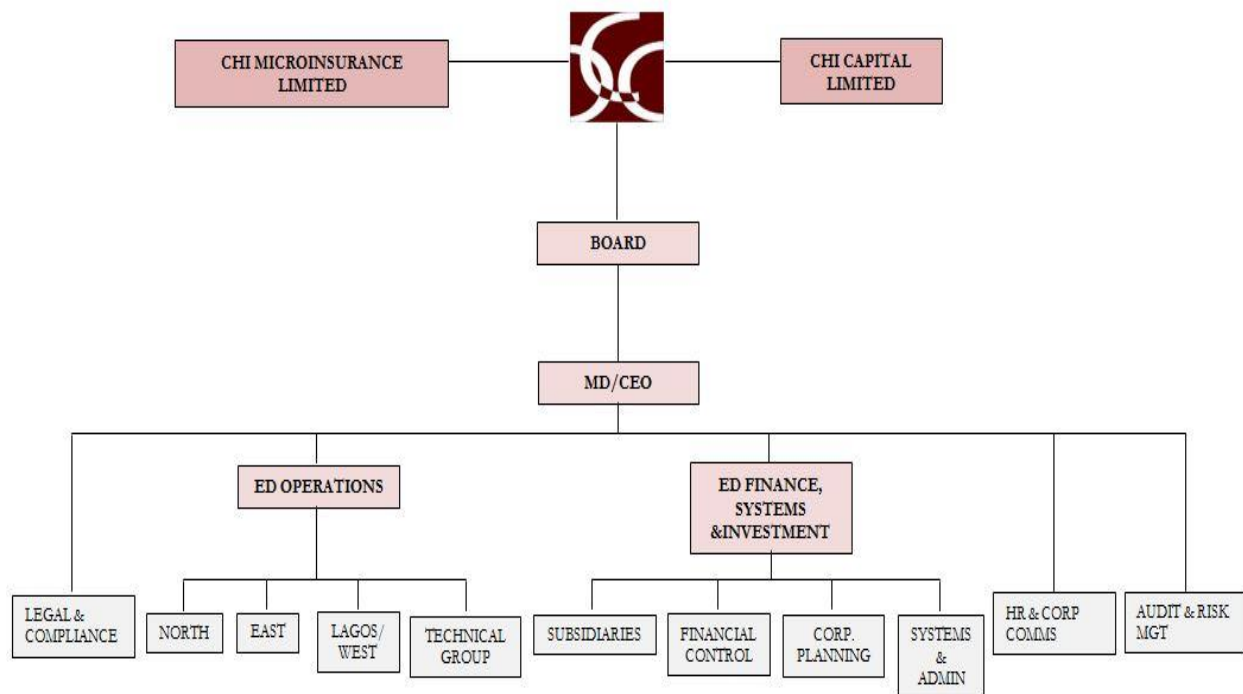 CHI MICROINSURANCE
LIMITED
CHI CAPITAL
LIMITED
BOARD
MD/CEO
ED OPERATIONS
ED FINANCE,
SYSTEMS
&INVESTMENT
LEGAL &
COMPLIANCE
NORTH
EAST
LAGOS/
WEST
TECHNICAL
GROUP
SUBSIDIARIES
FINANCIAL
CONTROL
CORP.
PLANNING
SYSTEMS
&
ADMIN
HR & CORP
COMMS
AUDIT & RISK
MGT